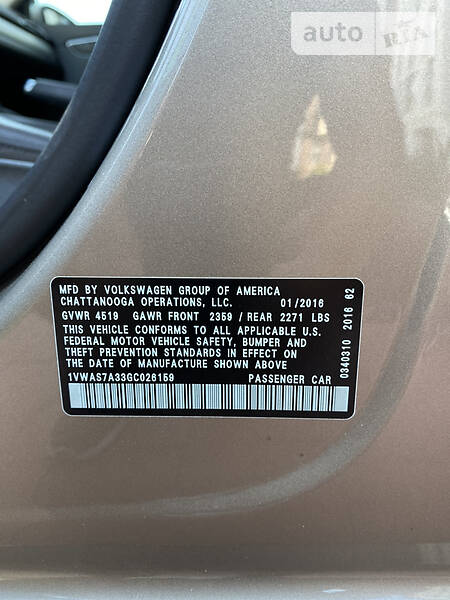 auto RIA
MFD BY VOLKSWAGEN GROUP OF AMERICA
CHATTANOOGA OPERATIONS, LLC. 01/2016
GVWR 4519 GAWR FRONT 2359 / REAR 2271 LBS
THIS VEHICLE CONFORMS TO ALL APPLICABLE U.S.
FEDERAL MOTOR VEHICLE SAFETY, BUMPER AND
THEFT PREVENTION STANDARDS IN EFFECT ON
THE DATE OF MANUFACTURE SHOWN ABOVE
1VWAS7A33GC026159 PASSENGER CAR
0340310 2016 62